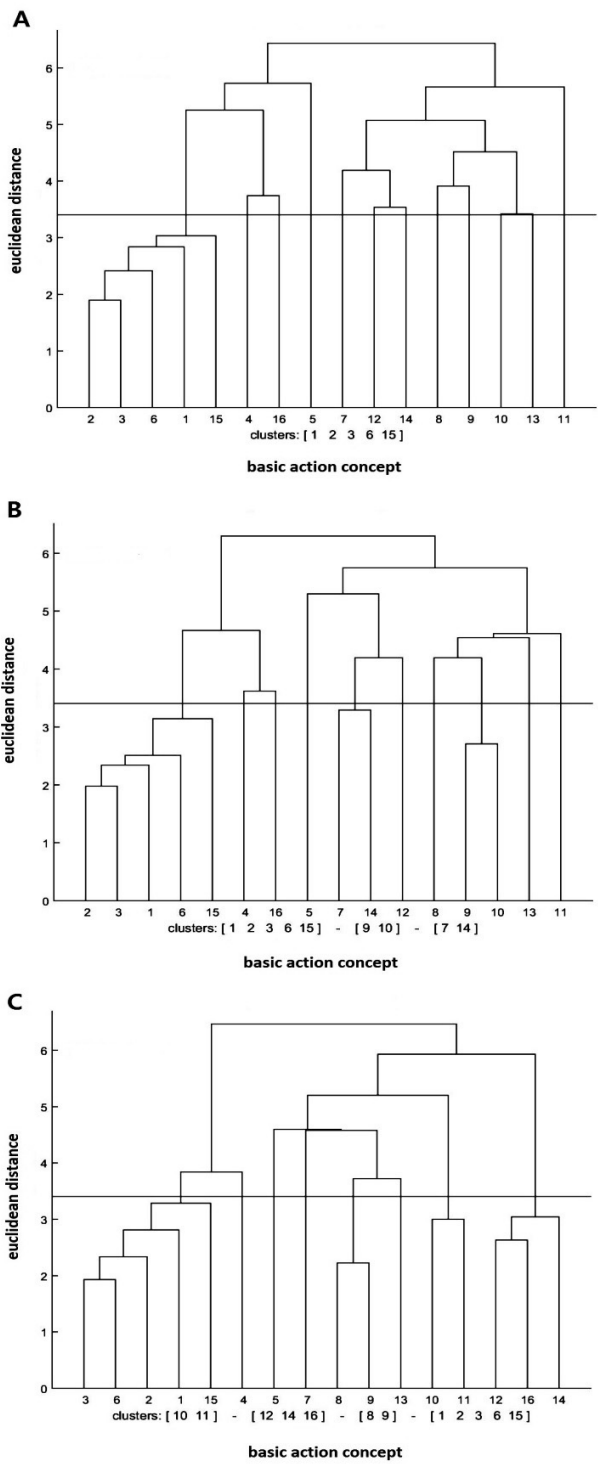 A
6
5
4
3
2
1
0
euclidean distance
2 3 6 1 15 4 16 5 7 12 14 8 9 10 13 11
clusters: [ 1 2 3 6 15 ]
basic action concept
B
6
5
4
3
2
1
0
euclidean distance
2 3 1 6 15 4 16 5 7 14 12 8 9 10 13 11
clusters: [ 1 2 3 6 15 ] - [ 9 10 ] - [ 7 14 ]
basic action concept
C
6
5
4
3
2
1
0
euclidean distance
3 6 2 1 15 4 5 7 8 9 13 10 11 12 16 14
clusters: [ 10 11 ] - [ 12 14 16 ] - [ 8 9 ] - [ 1 2 3 6 15 ]
basic action concept